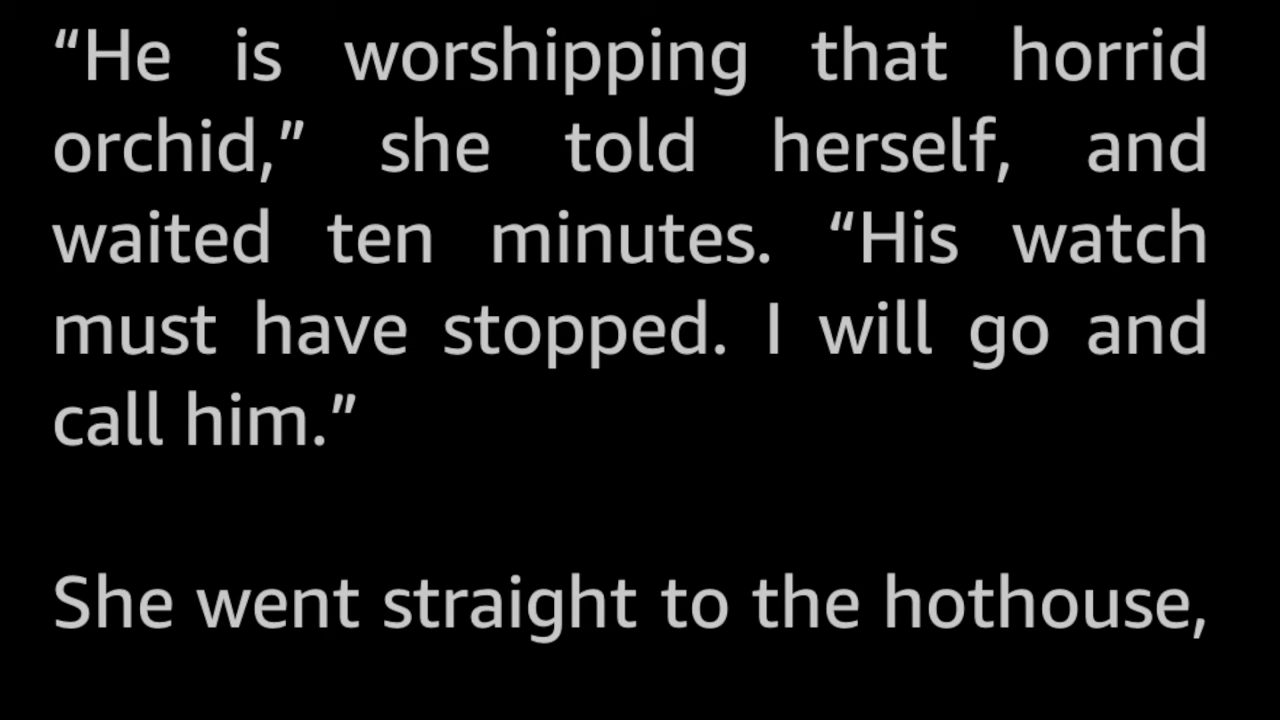 “He is worshipping that horrid
orchid,” she told herself, and
waited ten minutes. “His watch
must have stopped. I will go and
call him.”
She went straight to the hothouse,